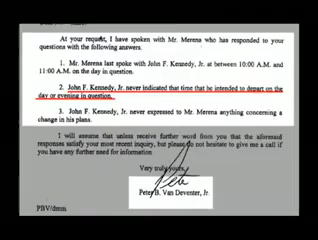 At your request, I have spoken with Mr. Merena who has responded to your
questions with the following answers.
1. Mr. Merena last spoke with John F. Kennedy, Jr. at between 10:00 A.M. and
11:00 A.M. on the day in question.
2. John F. Kennedy, Jr. never indicated that time that he intended to depart on the
day or evening in question.
3. John F. Kennedy, Jr. never expressed to Mr. Merena anything concerning a
change in his plans.
I will assume that unless receive further word from you that the aforesaid
responses satisfy your most recent inquiry, but please do not hesitate to give me a call if
you have any further need for information
Very truly yours,
Pete
Peter B. Van Deventer, Jr.
PBV/dmm